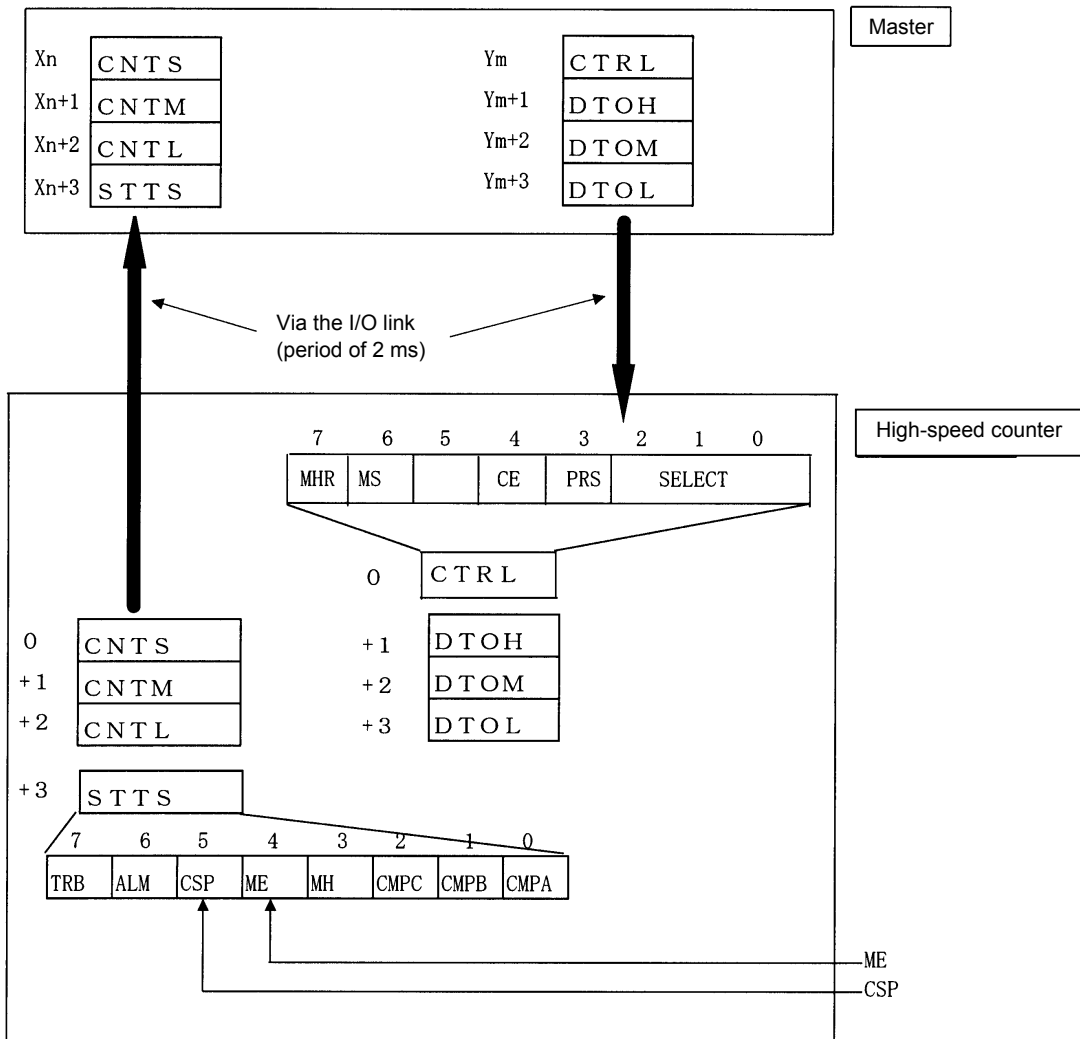 Master
Xn CNTS
Xn+1 CNTM
Xn+2 CNTL
Xn+3 STTS
Ym CTRL
Ym+1 DTOH
Ym+2 DTOM
Ym+3 DTOL
Via the I/O link
(period of 2 ms)
High-speed counter
7 6 5 4 3 2 1 0
MHR MS CE PRS SELECT
0 CTRL
+1 DTOH
+2 DTOM
+3 DTOL
0 CNTS
+1 CNTM
+2 CNTL
+3 STTS
7 6 5 4 3 2 1 0
TRB ALM CSP ME MH CMPC CMPB CMPA
ME
CSP